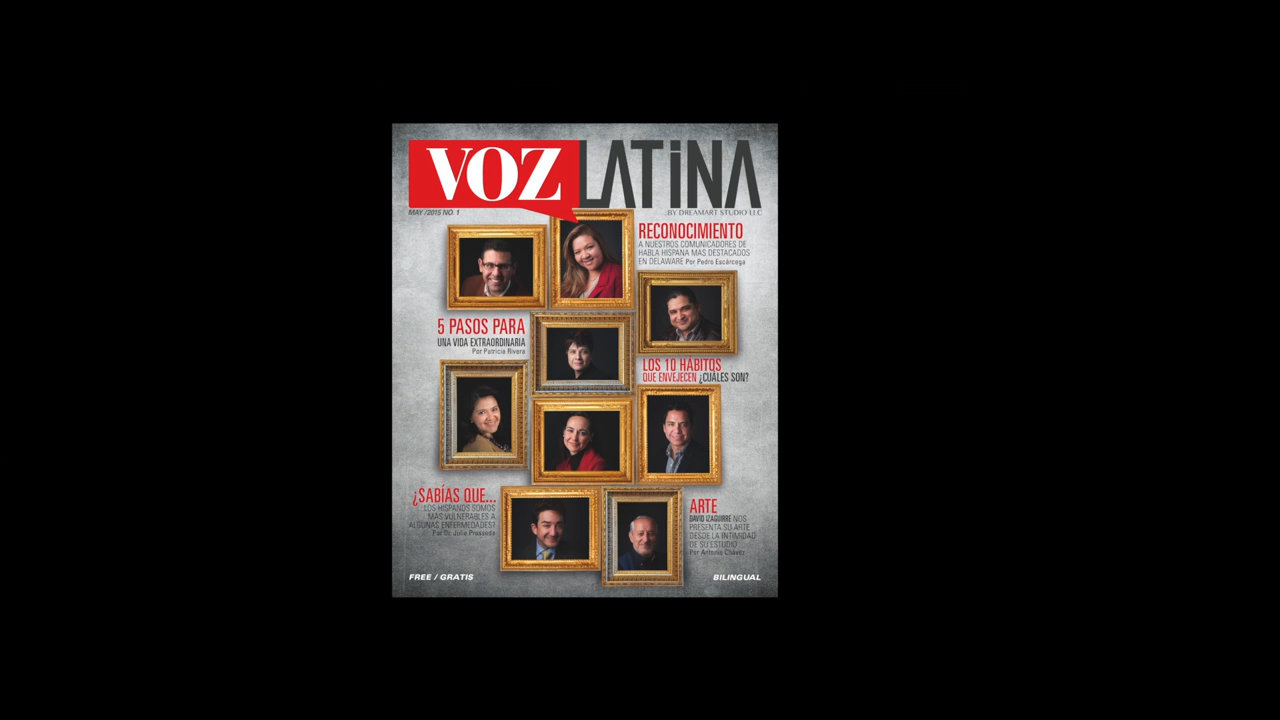 VOZ LATiNA
MAY /2015 NO. 1
BY DREAMART STUDIO LLC
RECONOCIMIENTO
A NUESTROS COMUNICADORES DE
HABLA HISPANA MAS DESTACADOS
EN DELAWARE Por Pedro Escárcega
5 PASOS PARA
UNA VIDA EXTRAORDINARIA
Por Patricia Rivera
LOS 10 HÁBITOS
QUE ENVEJECEN ¿CUÁLES SON?
¿SABÍAS QUE...
LOS HISPANOS SOMOS
MÁS VULNERABLES A
ALGUNAS ENFERMEDADES?
Por Dr. Julio
ARTE
DAVID IZAGUIRRE NOS
PRESENTA SU ARTE
DESDE LA INTIMIDAD
DE SU ESTUDIO
Por Antonio Chávez
FREE / GRATIS
BILINGUAL